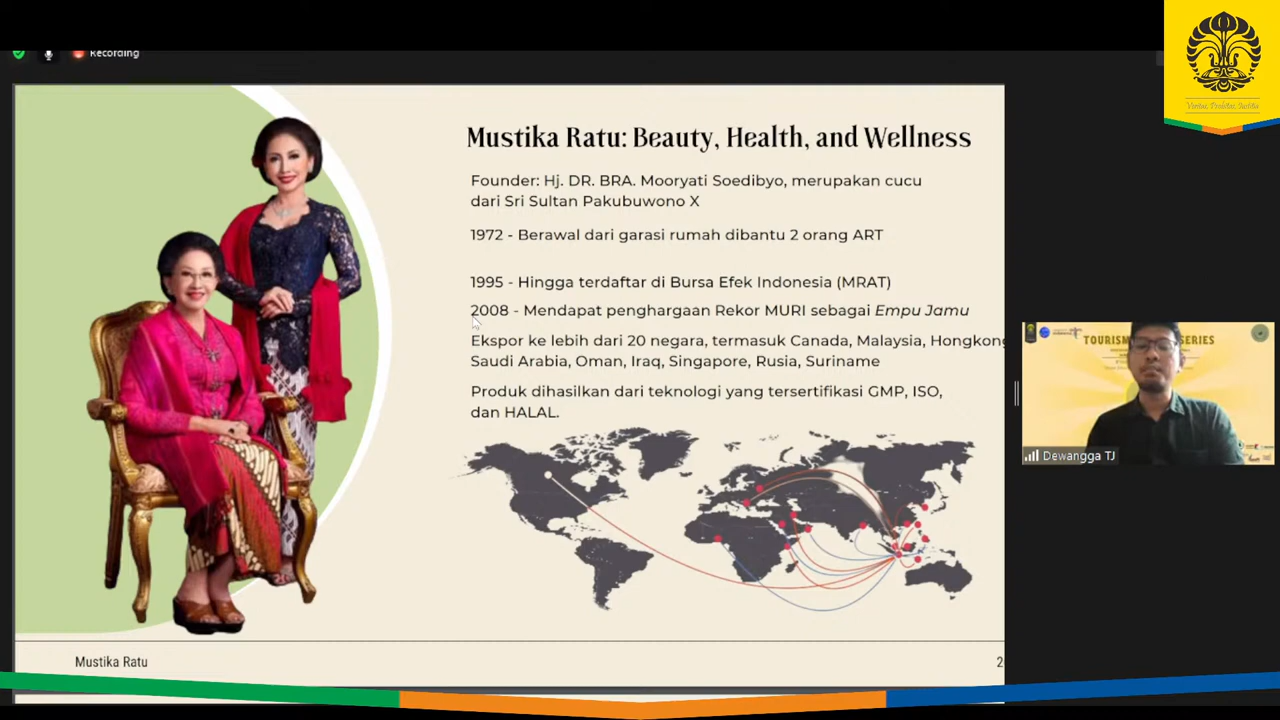 Recording
Veritas, Probitas, Iustitia
Mustika Ratu: Beauty, Health, and Wellness
Founder: Hj. DR. BRA. Mooryati Soedibyo, merupakan cucu
dari Sri Sultan Pakubuwono X
1972 - Berawal dari garasi rumah dibantu 2 orang ART
1995 - Hingga terdaftar di Bursa Efek Indonesia (MRAT)
2008 - Mendapat penghargaan Rekor MURI sebagai Empu Jamu
Ekspor ke lebih dari 20 negara, termasuk Canada, Malaysia, Hongkong
Saudi Arabia, Oman, Iraq, Singapore, Rusia, Suriname
Produk dihasilkan dari teknologi yang tersertifikasi GMP, ISO,
dan HALAL.
Mustika Ratu
2
TOURISM SERIES
Dewangga TJ